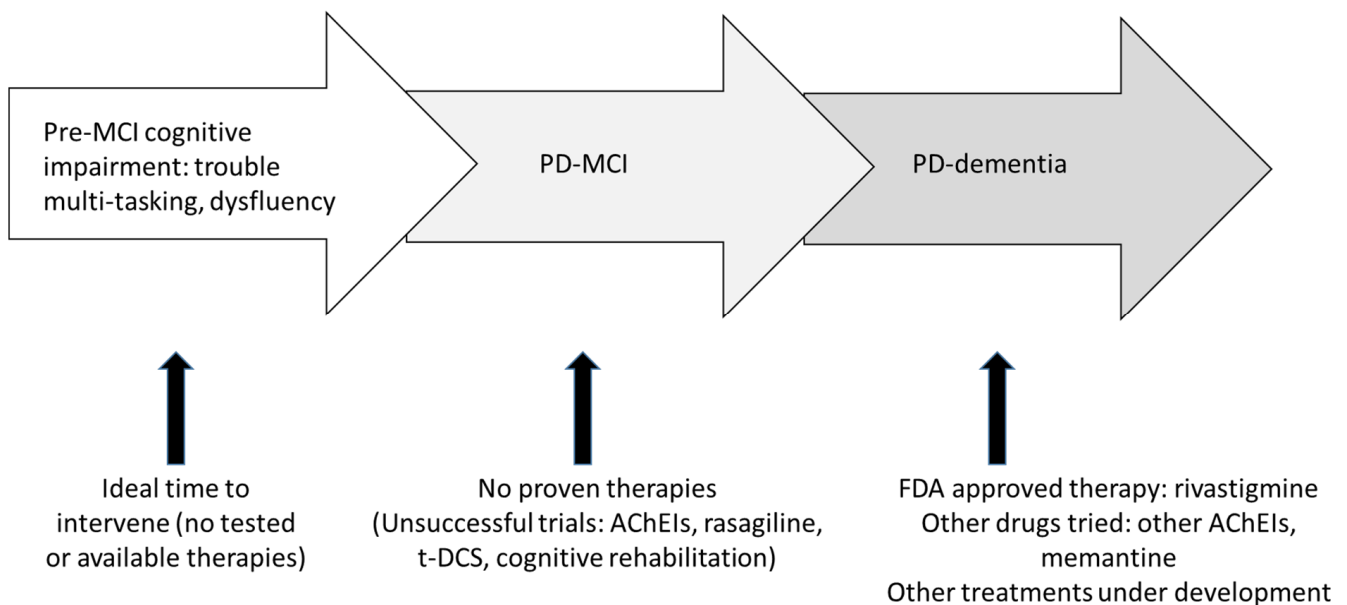 Pre-MCI cognitive
impairment: trouble
multi-tasking, dysfluency
PD-MCI
PD-dementia
Ideal time to
intervene (no tested
or available therapies)
No proven therapies
(Unsuccessful trials: AChEIs, rasagiline,
t-DCS, cognitive rehabilitation)
FDA approved therapy: rivastigmine
Other drugs tried: other AChEIs,
memantine
Other treatments under development